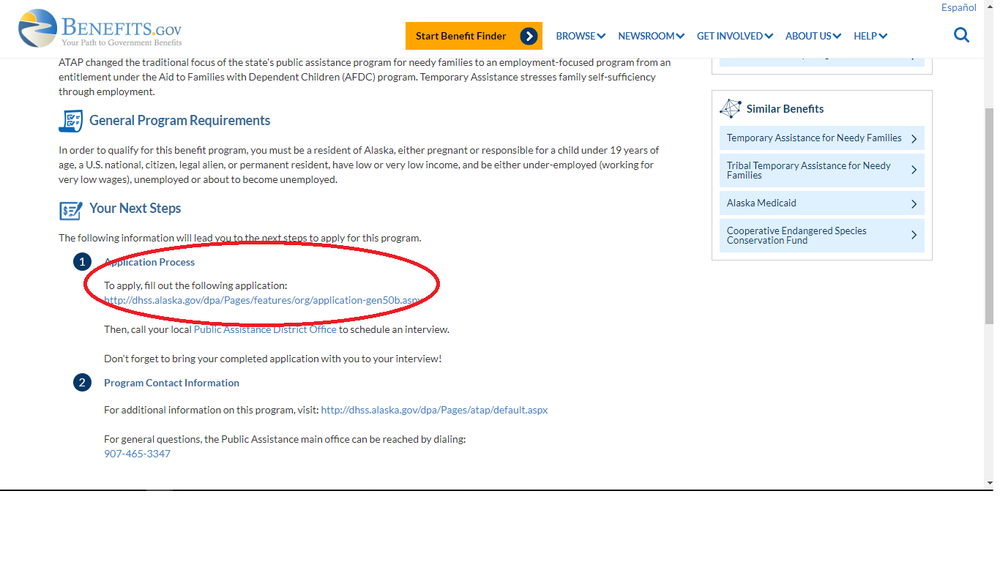 Español
BENEFITS.GOV
Your Path to Government Benefits
Start Benefit Finder
BROWSE
NEWSROOM
GET INVOLVED
ABOUT US
HELP
ATAP changed the traditional focus of the state's public assistance program for needy families to an employment-focused program from an
entitlement under the Aid to Families with Dependent Children (AFDC) program. Temporary Assistance stresses family self-sufficiency
through employment.
General Program Requirements
In order to qualify for this benefit program, you must be a resident of Alaska, either pregnant or responsible for a child under 19 years of
age, a U.S. national, citizen, legal alien, or permanent resident, have low or very low income, and be either under-employed (working for
very low wages), unemployed or about to become unemployed.
Your Next Steps
The following information will lead you to the next steps to apply for this program.
1
Application Process
To apply, fill out the following application:
http://dhss.alaska.gov/dpa/Pages/features/org/application-gen50b.aspx
Then, call your local Public Assistance District Office to schedule an interview.
Don't forget to bring your completed application with you to your interview!
2
Program Contact Information
For additional information on this program, visit: http://dhss.alaska.gov/dpa/Pages/atap/default.aspx
For general questions, the Public Assistance main office can be reached by dialing:
907-465-3347
Similar Benefits
Temporary Assistance for Needy Families
Tribal Temporary Assistance for Needy
Families
Alaska Medicaid
Cooperative Endangered Species
Conservation Fund